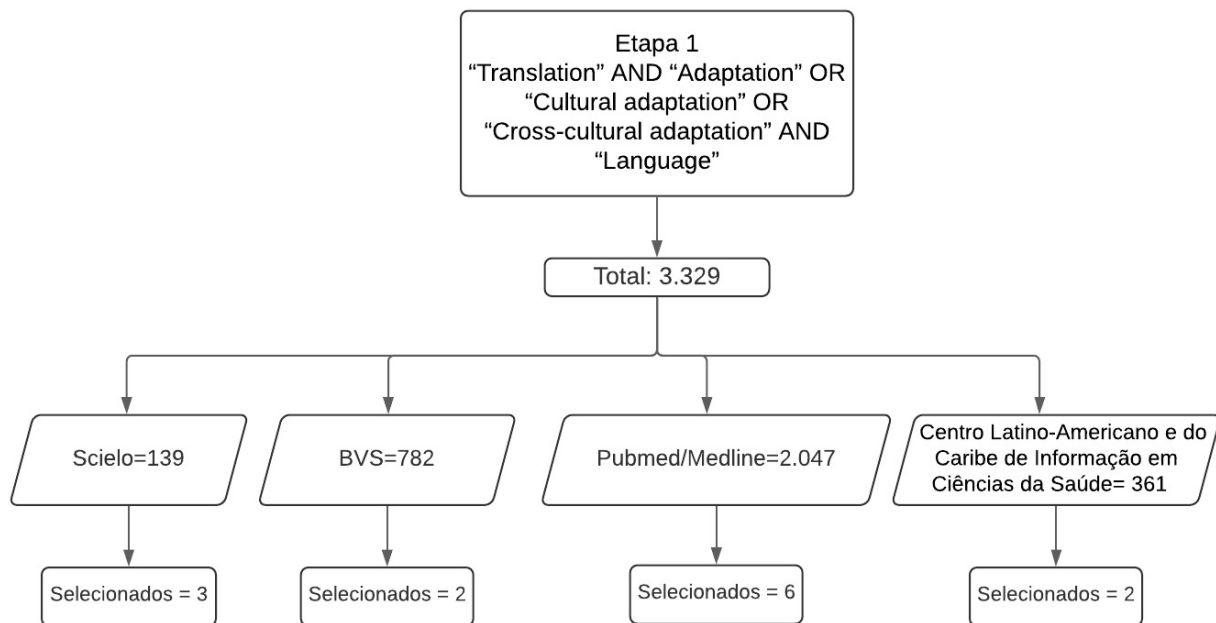 Etapa 1
“Translation” AND “Adaptation” OR
“Cultural adaptation” OR
“Cross-cultural adaptation” AND
“Language”
Total: 3.329
Scielo=139
BVS=782
Pubmed/Medline=2.047
Centro Latino-Americano e do
Caribe de Informação em
Ciências da Saúde= 361
Selecionados = 3
Selecionados = 2
Selecionados = 6
Selecionados = 2